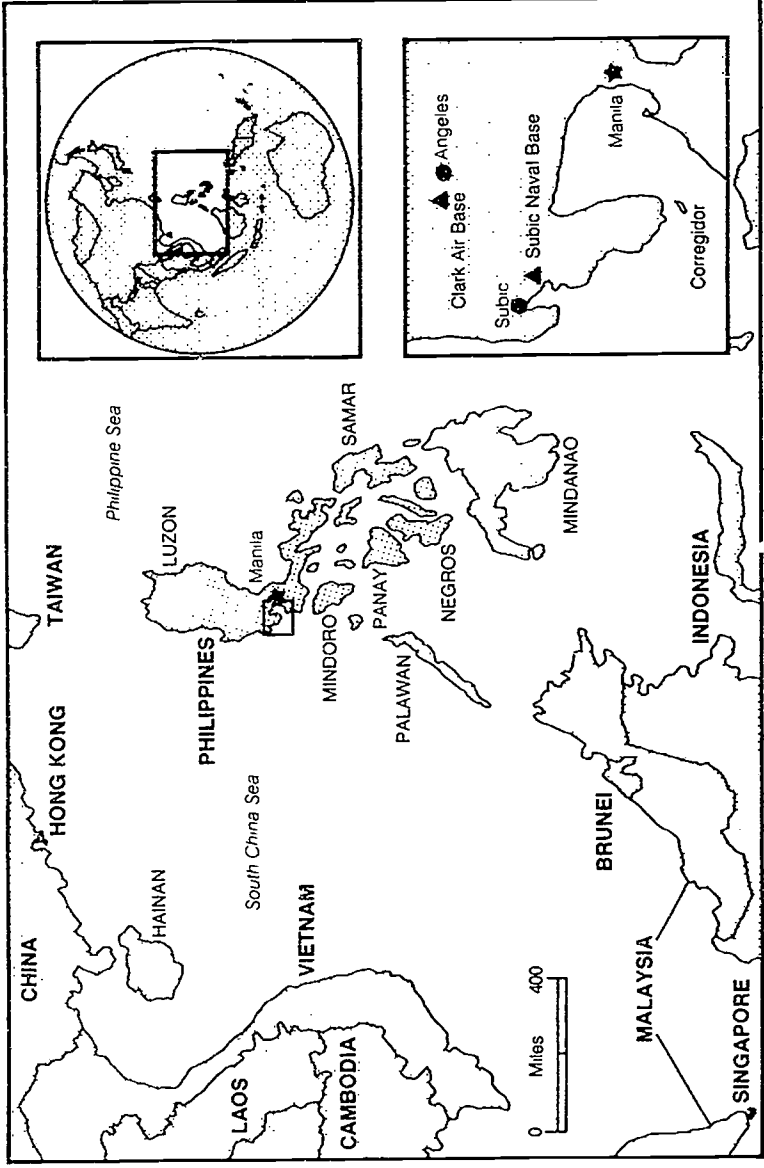 CHINA
HONG KONG
TAIWAN
HAINAN
Philippine Sea
LUZON
LAOS
VIETNAM
South China Sea
PHILIPPINES
Manila
CAMBODIA
MINDORO
SAMAR
PANAY
PALAWAN
NEGROS
MINDANAO
0
Miles
400
BRUNEI
MALAYSIA
INDONESIA
SINGAPORE
Clark Air Base
Angeles
Subic
Subic Naval Base
Manila
Corregidor